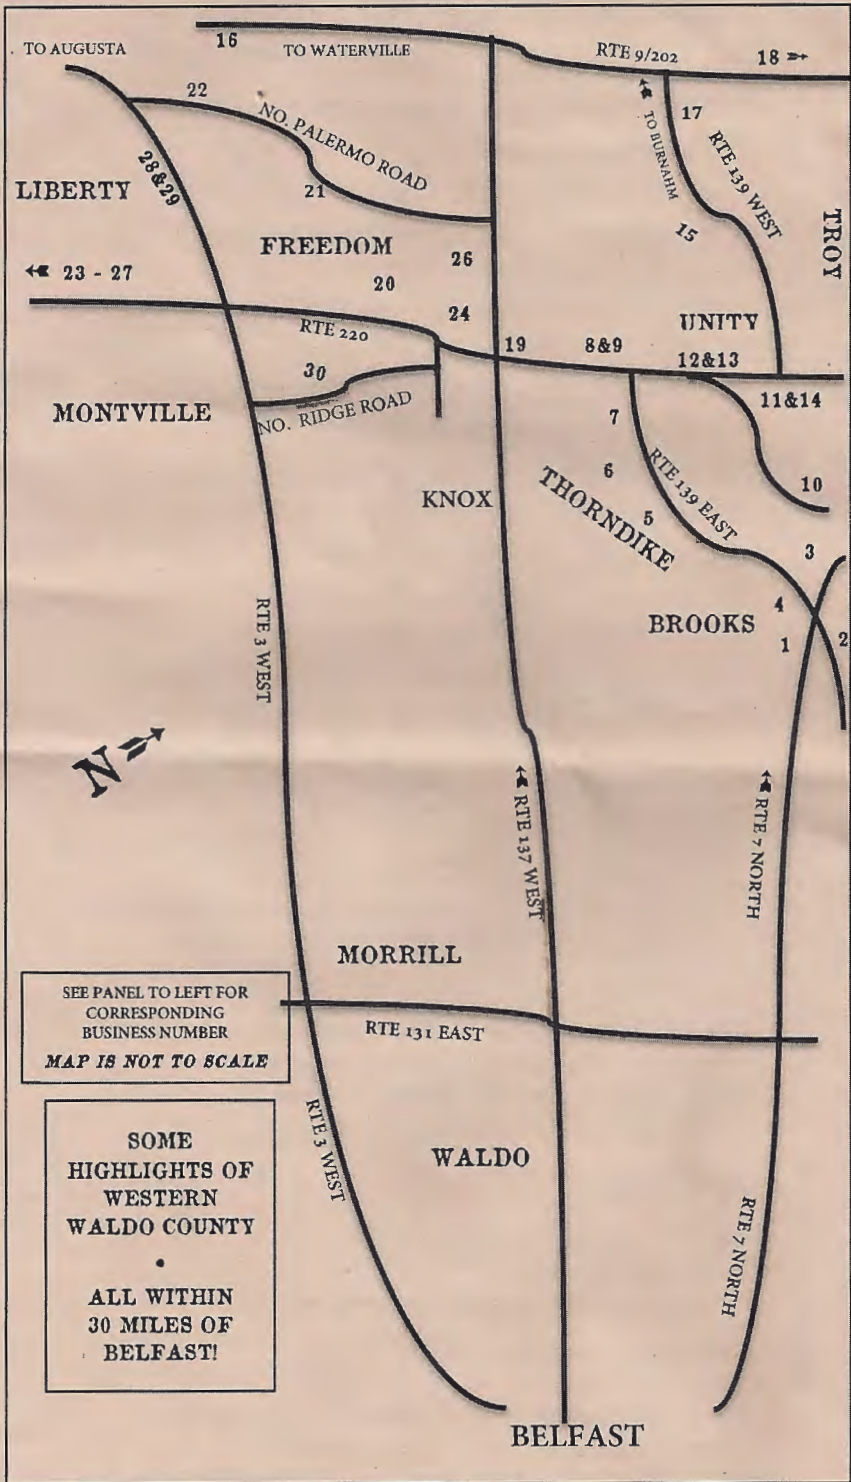 TO AUGUSTA
16
TO WATERVILLE
RTE 9/202
18
22
NO. PALERMO ROAD
17
TO BURNAHM
RTE 139 WEST
28&29
LIBERTY
21
15
TROY
FREEDOM
26
23 - 27
20
24
UNITY
RTE 220
19
8&9
12&13
30
MONTVILLE
NO. RIDGE ROAD
7
11&14
6
RTE 139 EAST
10
KNOX
THORNDIKE
5
3
4
BROOKS
1
2
RTE 3 WEST
N
RTE 137 WEST
RTE 7 NORTH
MORRILL
SEE PANEL TO LEFT FOR
CORRESPONDING
BUSINESS NUMBER
MAP IS NOT TO SCALE
RTE 131 EAST
RTE 3 WEST
SOME
HIGHLIGHTS OF
WESTERN
WALDO COUNTY
•
ALL WITHIN
30 MILES OF
BELFAST!
WALDO
RTE 7 NORTH
BELFAST